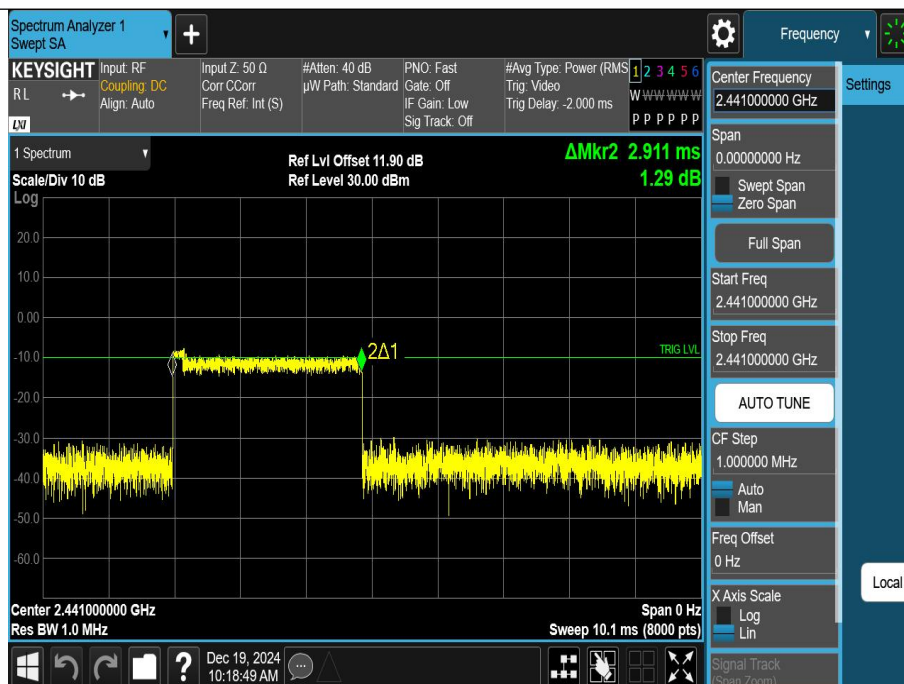 Spectrum Analyzer 1
Swept SA
+
Frequency
KEYSIGHT
RL
LXI
Input: RF
Coupling: DC
Align: Auto
Input Z: 50 Ω
Corr CCorr
Freq Ref: Int (S)
#Atten: 40 dB
µW Path: Standard
PNO: Fast
Gate: Off
IF Gain: Low
Sig Track: Off
#Avg Type: Power (RMS
Trig: Video
Trig Delay: -2.000 ms
1 2 3 4 5 6
W W W W W W
P P P P P P
Center Frequency
2.441000000 GHz
Settings
1 Spectrum
Scale/Div 10 dB
Ref Lvl Offset 11.90 dB
Ref Level 30.00 dBm
ΔMkr2 2.911 ms
1.29 dB
Log
20.0
10.0
0.00
-10.0
-20.0
-30.0
-40.0
-50.0
-60.0
2Δ1
TRIG LVL
Span
0.00000000 Hz
Swept Span
Zero Span
Full Span
Start Freq
2.441000000 GHz
Stop Freq
2.441000000 GHz
AUTO TUNE
CF Step
1.000000 MHz
Auto
Man
Freq Offset
0 Hz
X Axis Scale
Log
Lin
Signal Track
(Span Zoom)
Local
Center 2.441000000 GHz
Res BW 1.0 MHz
Span 0 Hz
Sweep 10.1 ms (8000 pts)
?
Dec 19, 2024
10:18:49 AM